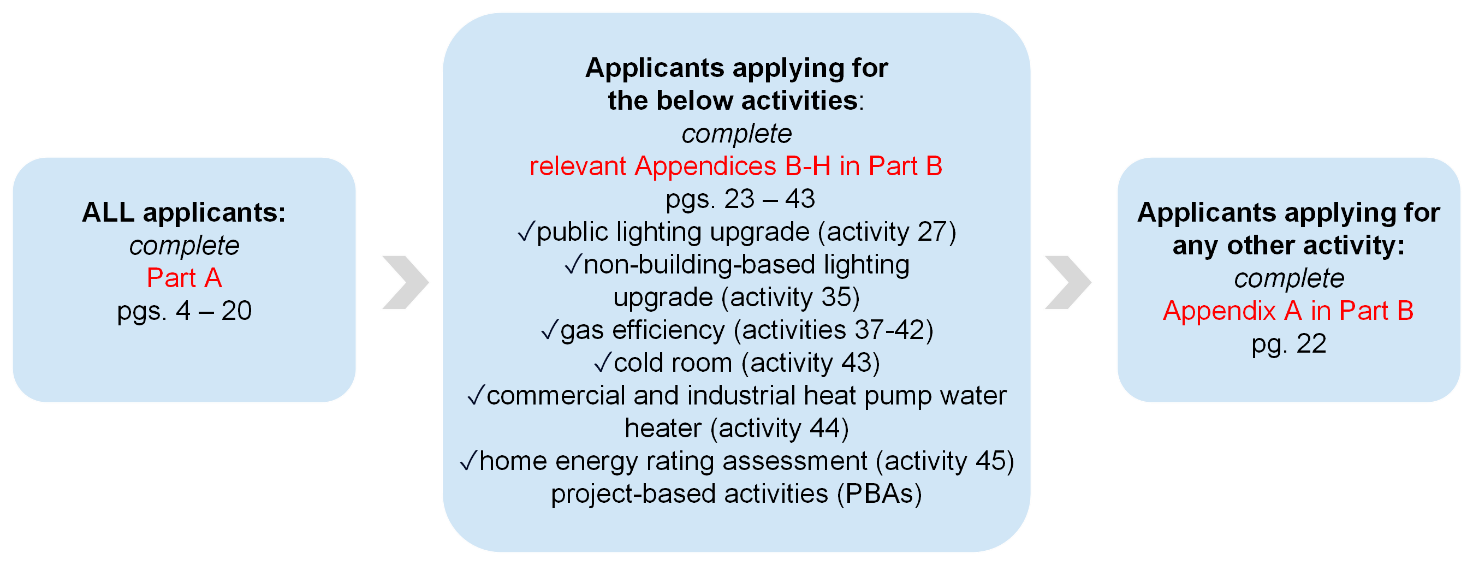 ALL applicants:
complete
Part A
pgs. 4 – 20
Applicants applying for
the below activities:
complete
relevant Appendices B-H in Part B
pgs. 23 – 43
✓public lighting upgrade (activity 27)
✓non-building-based lighting
upgrade (activity 35)
✓gas efficiency (activities 37-42)
✓cold room (activity 43)
✓commercial and industrial heat pump water
heater (activity 44)
✓home energy rating assessment (activity 45)
project-based activities (PBAs)
Applicants applying for
any other activity:
complete
Appendix A in Part B
pg. 22